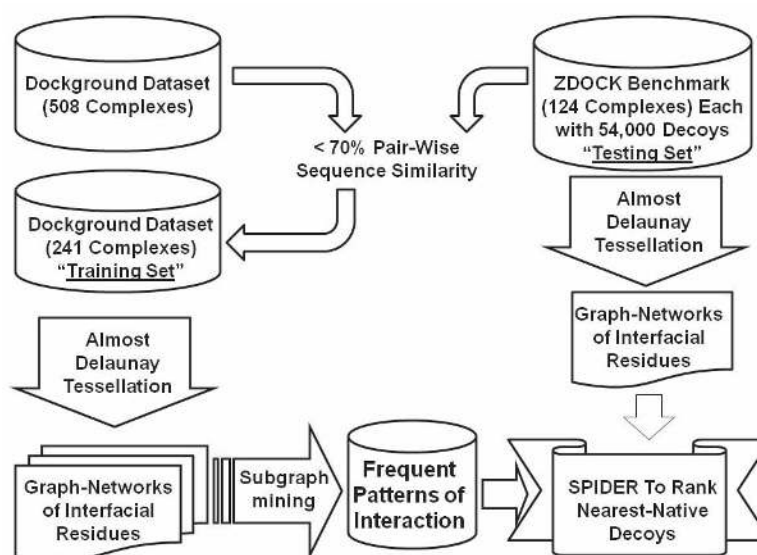 Dockground Dataset
(508 Complexes)
ZDOCK Benchmark
(124 Complexes) Each
with 54,000 Decoys
“Testing Set”
< 70% Pair-Wise
Sequence Similarity
Dockground Dataset
(241 Complexes)
“Training Set”
Almost
Delaunay
Tessellation
Graph-Networks
of Interfacial
Residues
Almost
Delaunay
Tessellation
Graph-Networks
of Interfacial
Residues
Subgraph
mining
Frequent
Patterns of
Interaction
SPIDER To Rank
Nearest-Native
Decoys